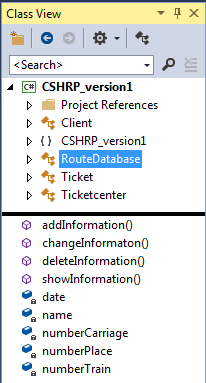 Class View
<Search>
C# CSHRP_version1
Project References
Client
{ } CSHRP_version1
RouteDatabase
Ticket
Ticketcenter
addInformation()
changeInformaton()
deleteInformation()
showInformation()
date
name
numberCarriage
numberPlace
numberTrain